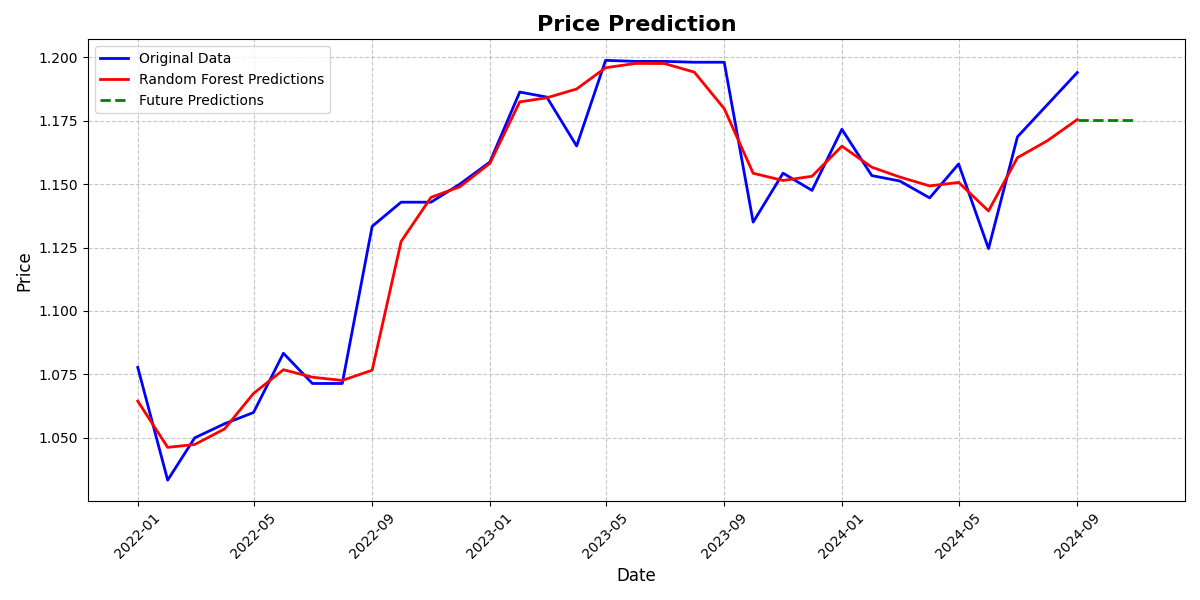 Price Prediction
Original Data
Random Forest Predictions
Future Predictions
Price
1.200
1.175
1.150
1.125
1.100
1.075
1.050
2022-01
2022-05
2022-09
2023-01
2023-05
2023-09
2024-01
2024-05
2024-09
Date